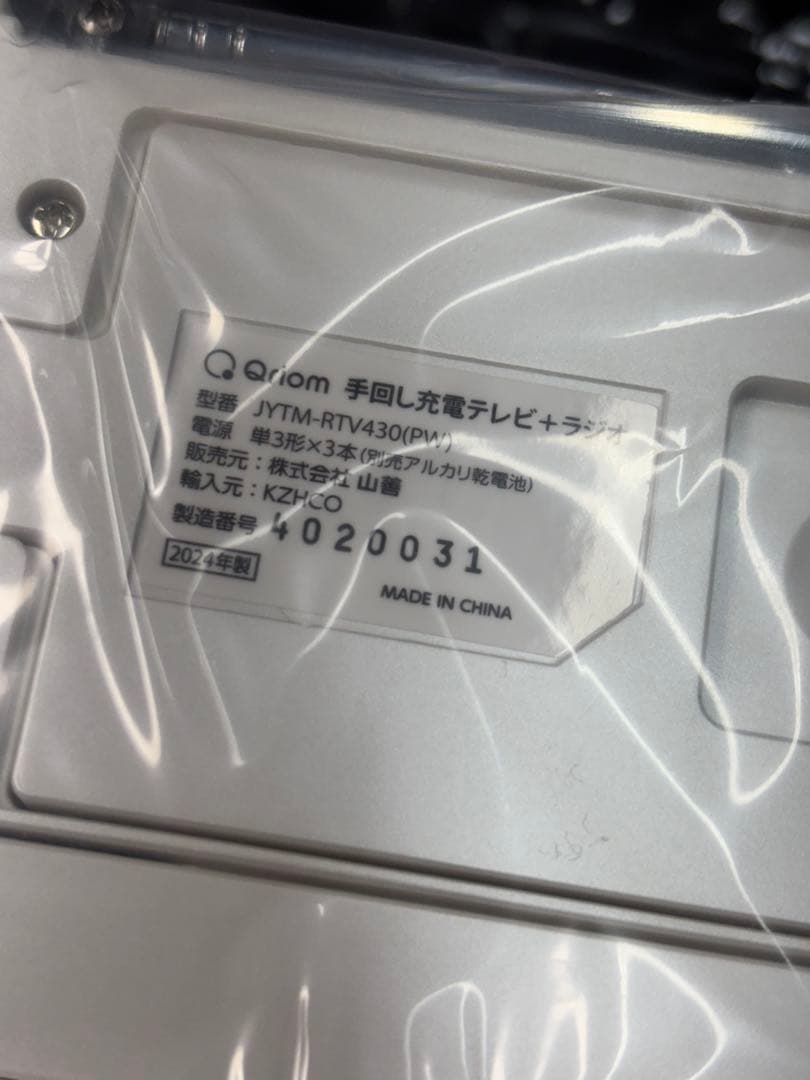 Qriom 手回し充電テレビ+ラジオ
型番 JYTM-RTV430(PW)
電源 単3形×3本(別売アルカリ乾電池)
販売元:株式会社 山善
輸入元:KZHCO
製造番号 4020031
2024年製
MADE IN CHINA